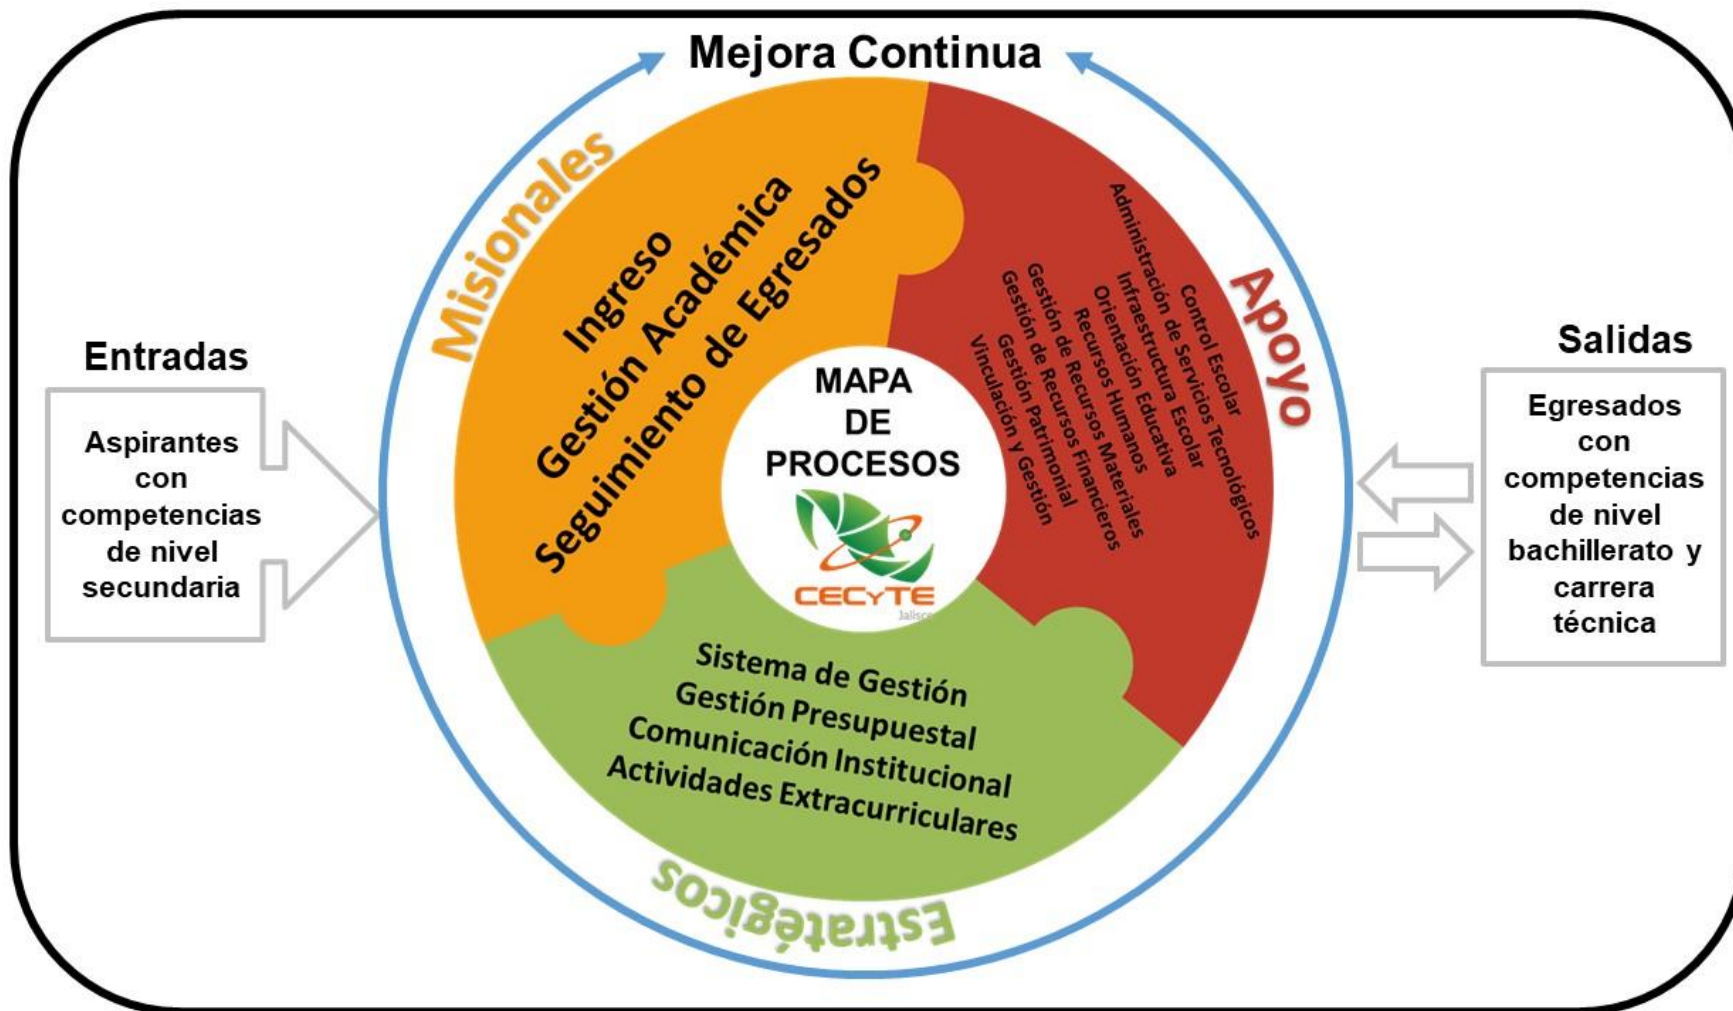 Mejora Continua
Misionales
Ingreso
Gestión Académica
Seguimiento de Egresados
Apoyo
Control Escolar
Administración de Servicios Tecnológicos
Infraestructura Escolar
Orientación Educativa
Recursos Humanos
Gestión de Recursos Materiales
Gestión de Recursos Financieros
Gestión Patrimonial
Vinculación y Gestión
Entradas
Aspirantes
con
competencias
de nivel
secundaria
MAPA
DE
PROCESOS
CECyTE
Jalisco
Salidas
Egresados
con
competencias
de nivel
bachillerato y
carrera
técnica
Sistema de Gestión
Gestión Presupuestal
Comunicación Institucional
Actividades Extracurriculares
Estratégicos